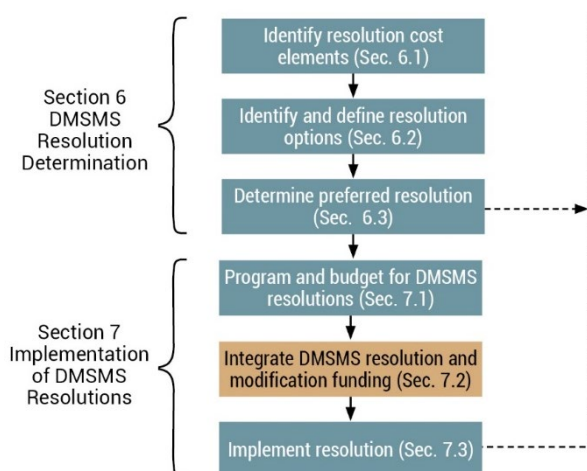 Identify resolution cost
elements (Sec. 6.1)
Section 6
DMSMS
Resolution
Determination
Identify and define resolution
options (Sec. 6.2)
Determine preferred resolution
(Sec. 6.3)
Program and budget for DMSMS
resolutions (Sec. 7.1)
Section 7
Implementation
of DMSMS
Resolutions
Integrate DMSMS resolution and
modification funding (Sec. 7.2)
Implement resolution (Sec. 7.3)